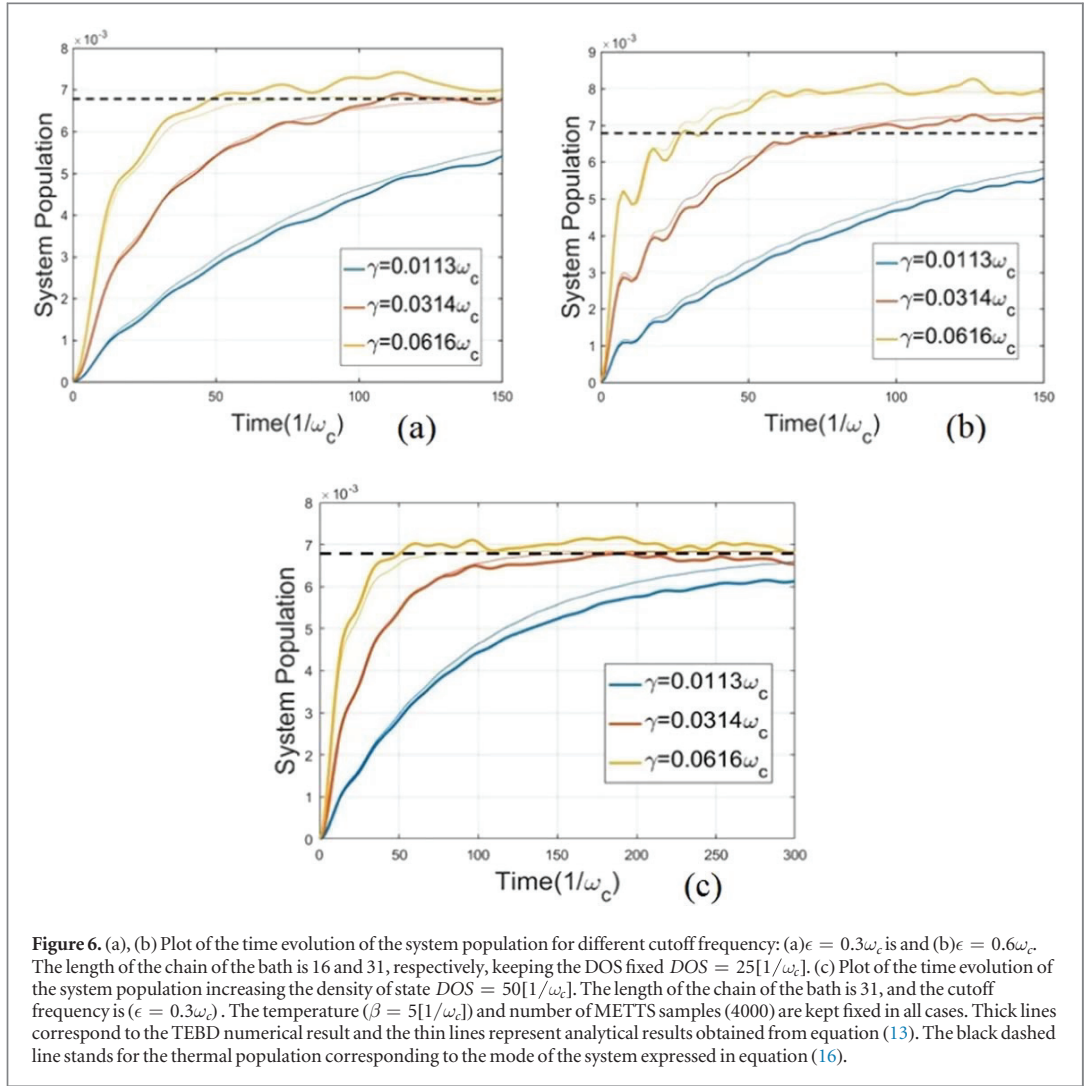 × 10⁻³
8
7
6
5
4
3
2
1
0
System Population
γ=0.0113ω_c
γ=0.0314ω_c
γ=0.0616ω_c
0 50 100 150
Time(1/ω_c)
(a)
× 10⁻³
9
8
7
6
5
4
3
2
1
0
System Population
γ=0.0113ω_c
γ=0.0314ω_c
γ=0.0616ω_c
0 50 100 150
Time(1/ω_c)
(b)
× 10⁻³
8
7
6
5
4
3
2
1
0
System Population
γ=0.0113ω_c
γ=0.0314ω_c
γ=0.0616ω_c
0 50 100 150 200 250 300
Time(1/ω_c)
(c)
Figure 6. (a), (b) Plot of the time evolution of the system population for different cutoff frequency: (a)ϵ = 0.3ω_c is and (b)ϵ = 0.6ω_c.
The length of the chain of the bath is 16 and 31, respectively, keeping the DOS fixed DOS = 25[1/ω_c]. (c) Plot of the time evolution of
the system population increasing the density of state DOS = 50[1/ω_c]. The length of the chain of the bath is 31, and the cutoff
frequency is (ϵ = 0.3ω_c) . The temperature (β = 5[1/ω_c]) and number of METTS samples (4000) are kept fixed in all cases. Thick lines
correspond to the TEBD numerical result and the thin lines represent analytical results obtained from equation (13). The black dashed
line stands for the thermal population corresponding to the mode of the system expressed in equation (16).